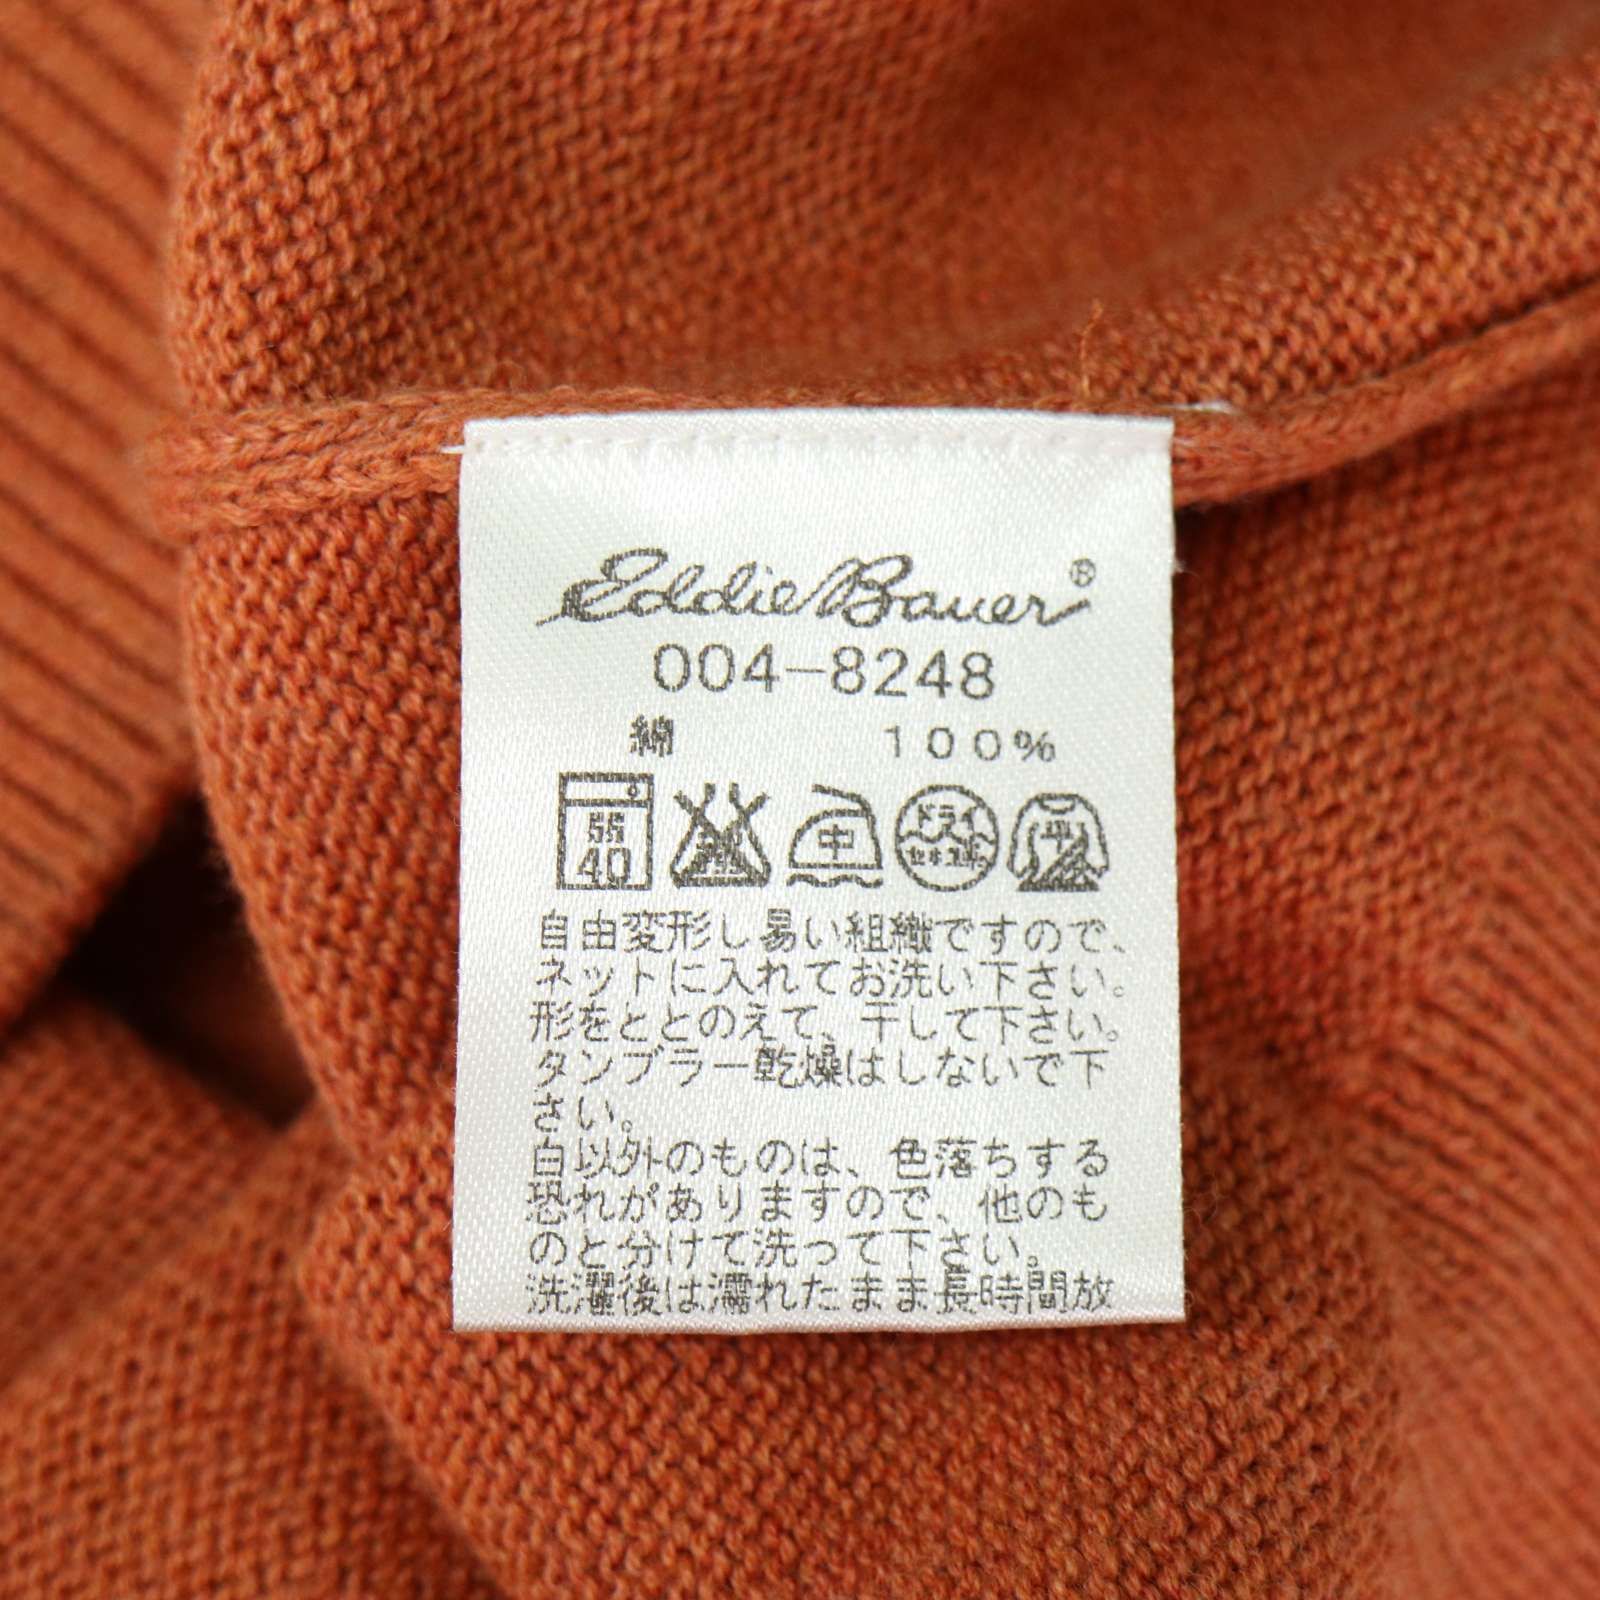 Eddie Bauer®
004-8248
綿 100%
40 中 ドライ 平
セキユ系
自由変形し易い組織ですので、
ネットに入れてお洗い下さい。
形をととのえて、干して下さい。
タンブラー乾燥はしないで下
さい。
白以外のものは、色落ちする
恐れがありますので、他のも
のと分けて洗って下さい。
洗濯後は濡れたまま長時間放